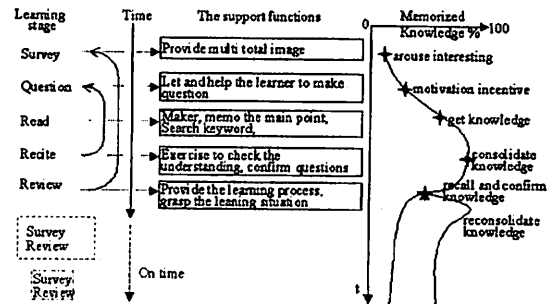 Learning stage
Time
The support functions
0
Memorized
Knowledge %
100
Survey
Provide multi total image
arouse interesting
Question
Let and help the learner to make
question
motivation incentive
Read
Maker, memo the main point,
Search keyword,
get knowledge
Recite
Exercise to check the
understanding, confirm questions
consolidate
knowledge
Review
Provide the learning process,
grasp the leaning situation
recall and confirm
knowledge
reconsolidate
knowledge
Survey
Review
On time
Survey
Review
t